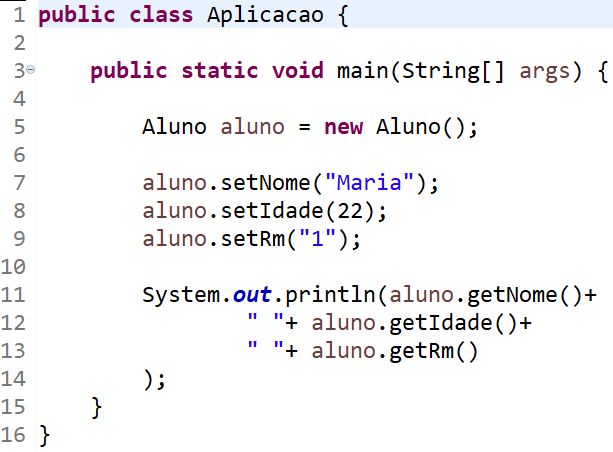 1 public class Aplicacao {
2
3     public static void main(String[] args) {
4
5         Aluno aluno = new Aluno();
6
7         aluno.setNome("Maria");
8         aluno.setIdade(22);
9         aluno.setRm("1");
10
11         System.out.println(aluno.getNome()+
12                 " "+ aluno.getIdade()+
13                 " "+ aluno.getRm()
14         );
15     }
16 }